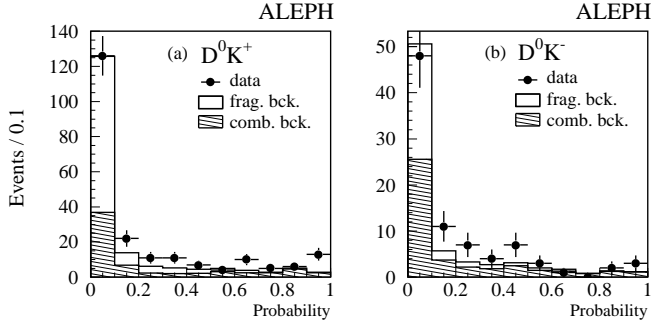 ALEPH
ALEPH
(a) D⁰K⁺
data
frag. bck.
comb. bck.
Events / 0.1
140
120
100
80
60
40
20
0
0 0.2 0.4 0.6 0.8 1
Probability
(b) D⁰K⁻
data
frag. bck.
comb. bck.
50
40
30
20
10
0
0 0.2 0.4 0.6 0.8 1
Probability